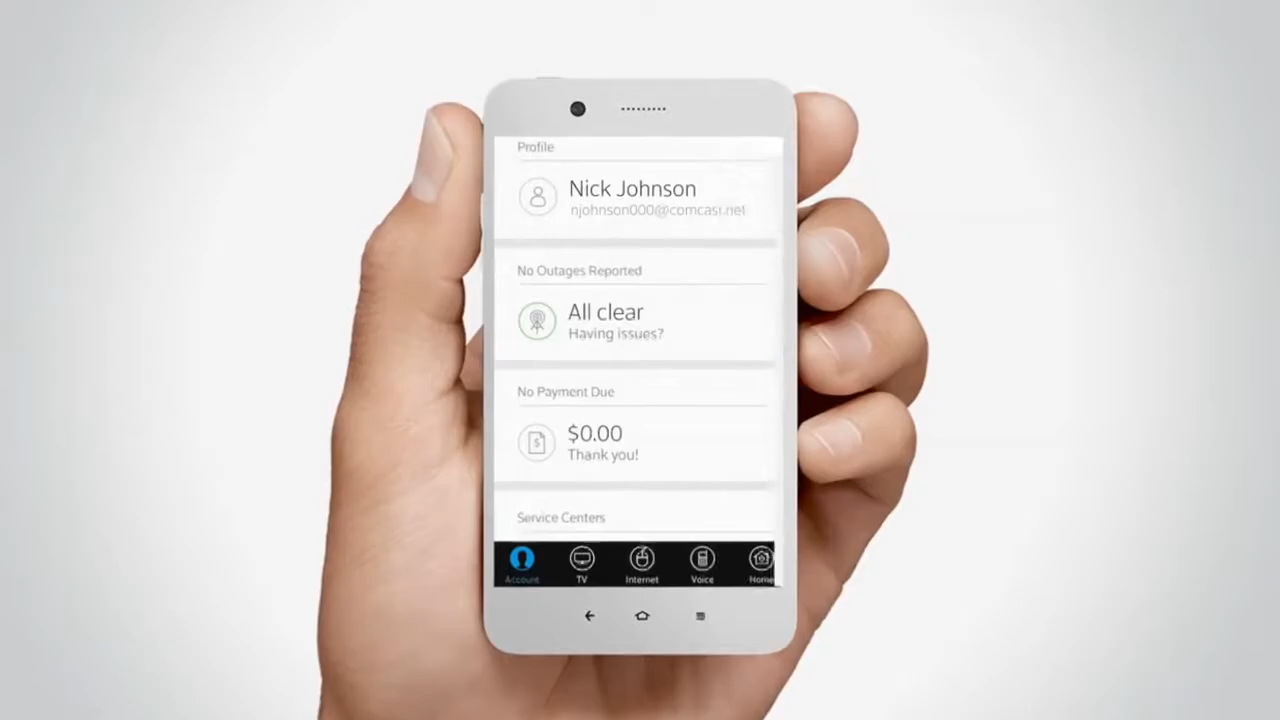 Profile
Nick Johnson
njohnson000@comcast.net
No Outages Reported
All clear
Having issues?
No Payment Due
$0.00
Thank you!
Service Centers
Account TV Internet Voice Home